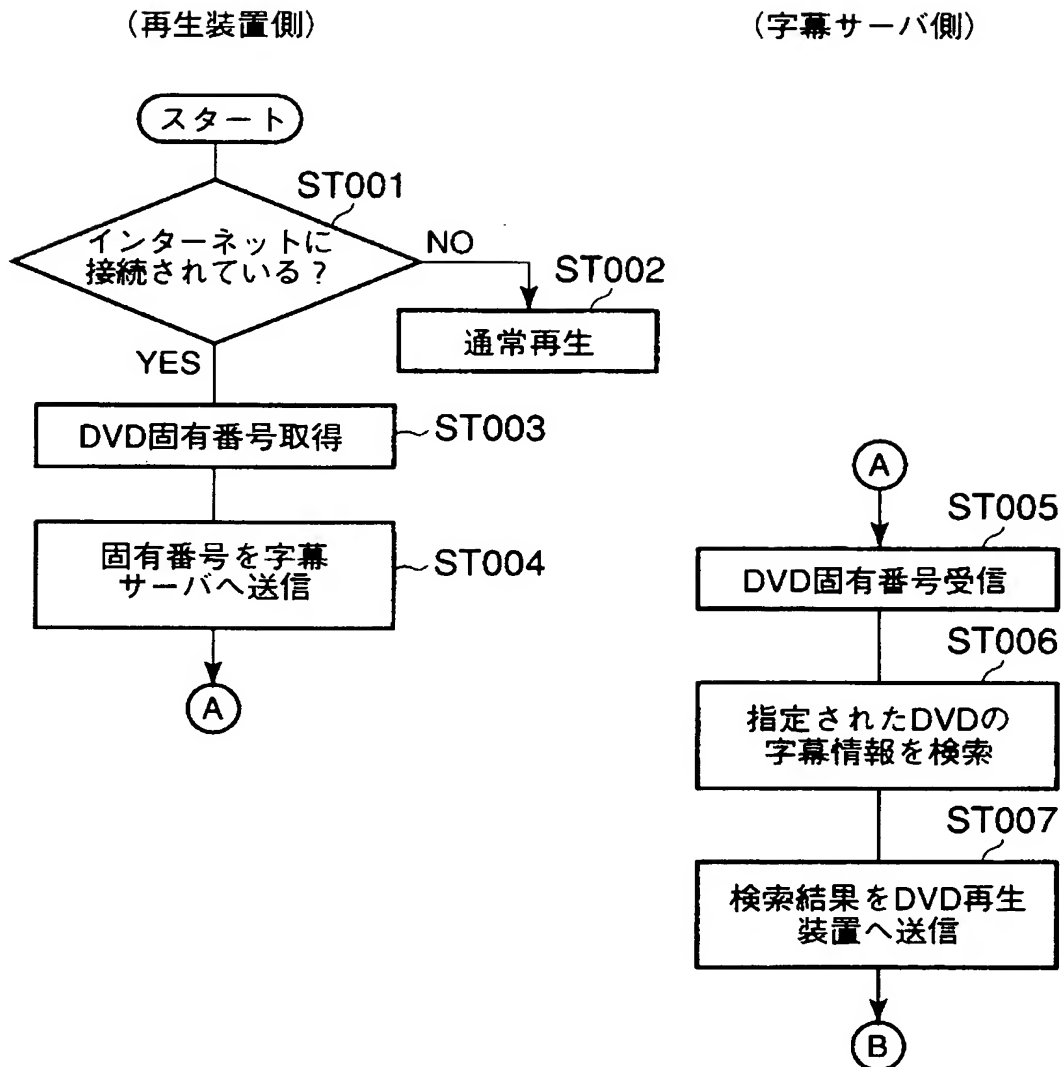 (再生装置側)
(字幕サーバ側)
スタート
ST001
インターネットに
接続されている?
NO
ST002
通常再生
YES
DVD固有番号取得
ST003
固有番号を字幕
サーバへ送信
ST004
A
A
ST005
DVD固有番号受信
ST006
指定されたDVDの
字幕情報を検索
ST007
検索結果をDVD再生
装置へ送信
B